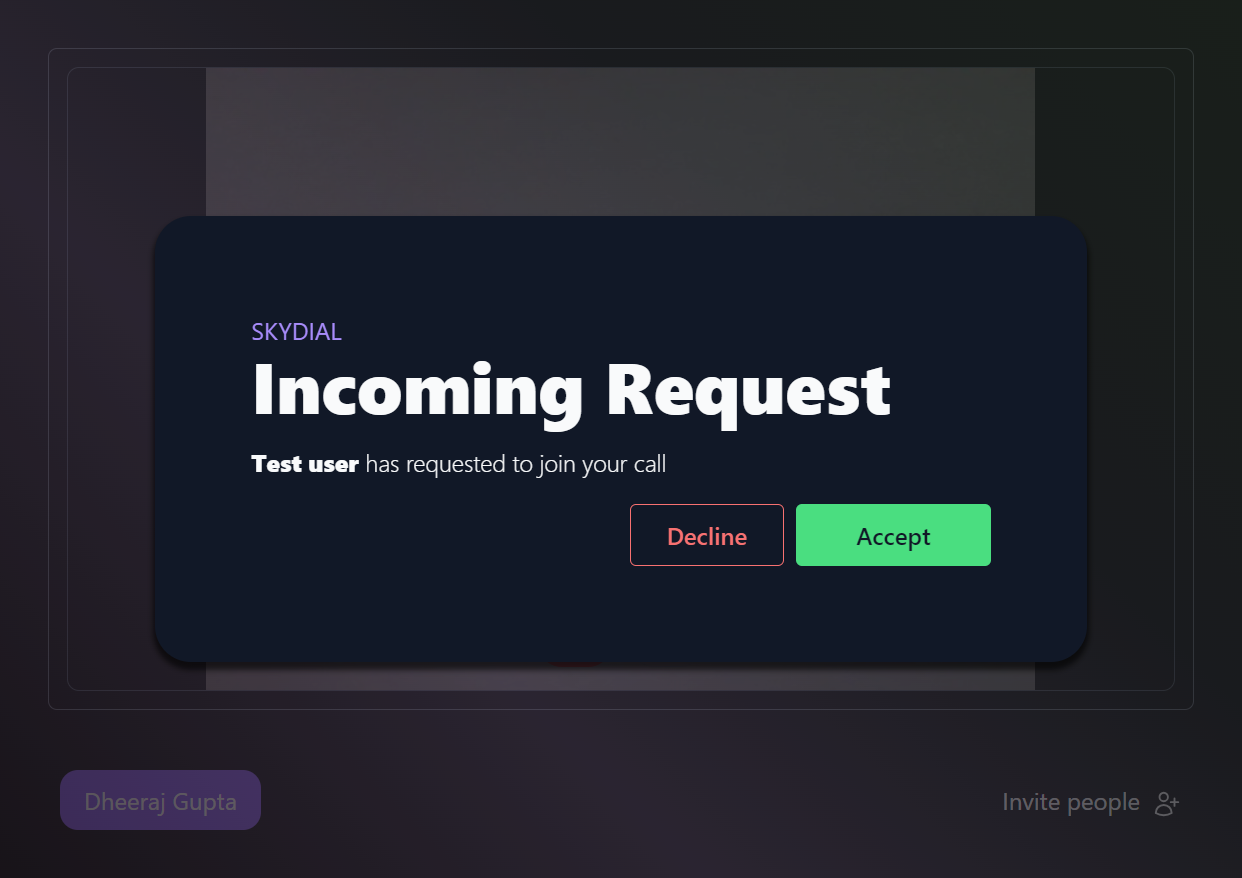 SKYDIAL
Incoming Request
Test user has requested to join your call
Decline Accept
Dheeraj Gupta Invite people